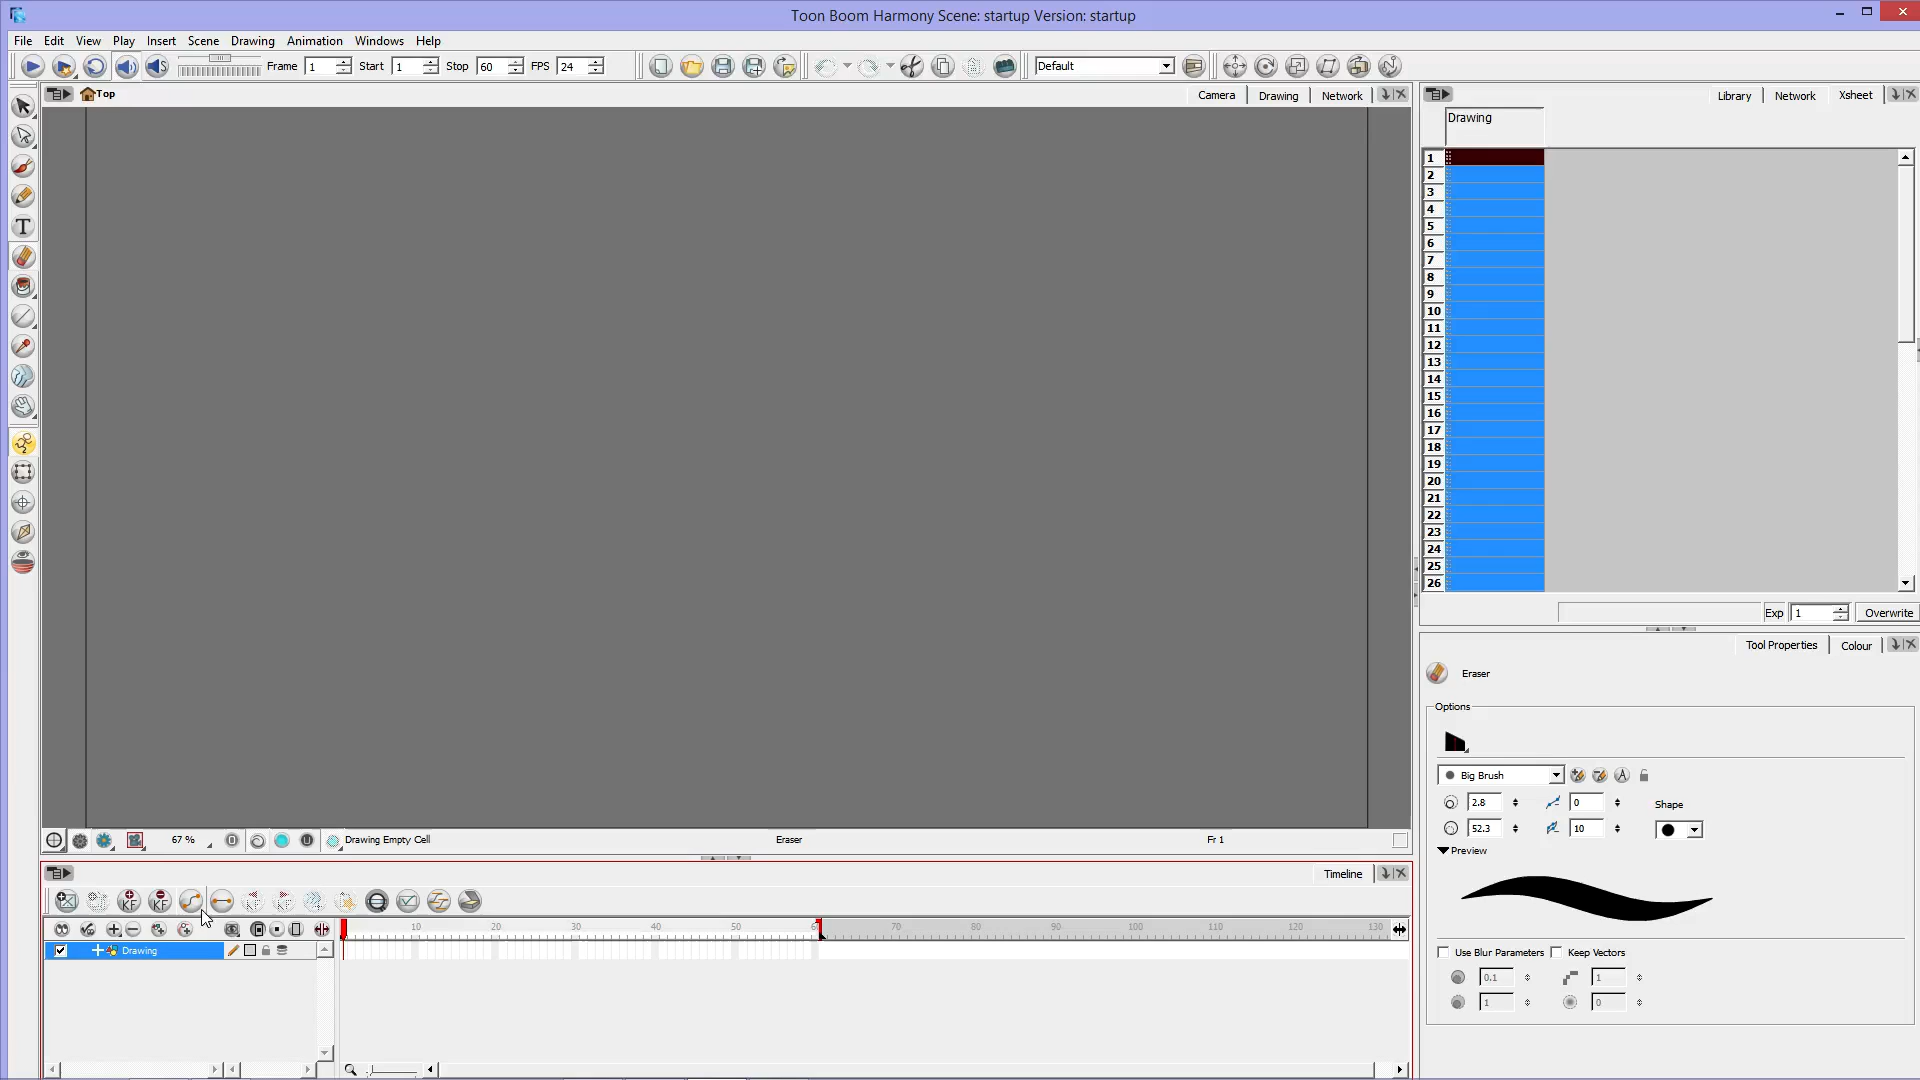 Toon Boom Harmony Scene: startup Version: startup
File Edit View Play Insert Scene Drawing Animation Windows Help
Frame 1 Start 1 Stop 60 FPS 24 Default
Top Camera Drawing Network
Library Network Xsheet
Drawing
1
2
3
4
5
6
7
8
9
10
11
12
13
14
15
16
17
18
19
20
21
22
23
24
25
26
Exp 1 Overwrite
Tool Properties Colour
Eraser
Options
Big Brush
2.8 0 Shape
52.3 10
Preview
Use Blur Parameters Keep Vectors
0.1 1
1 0
67 % Drawing Empty Cell Eraser Fr 1
Timeline
KF KF
10 20 30 40 50 70 80 90 100 110 120 130
Drawing